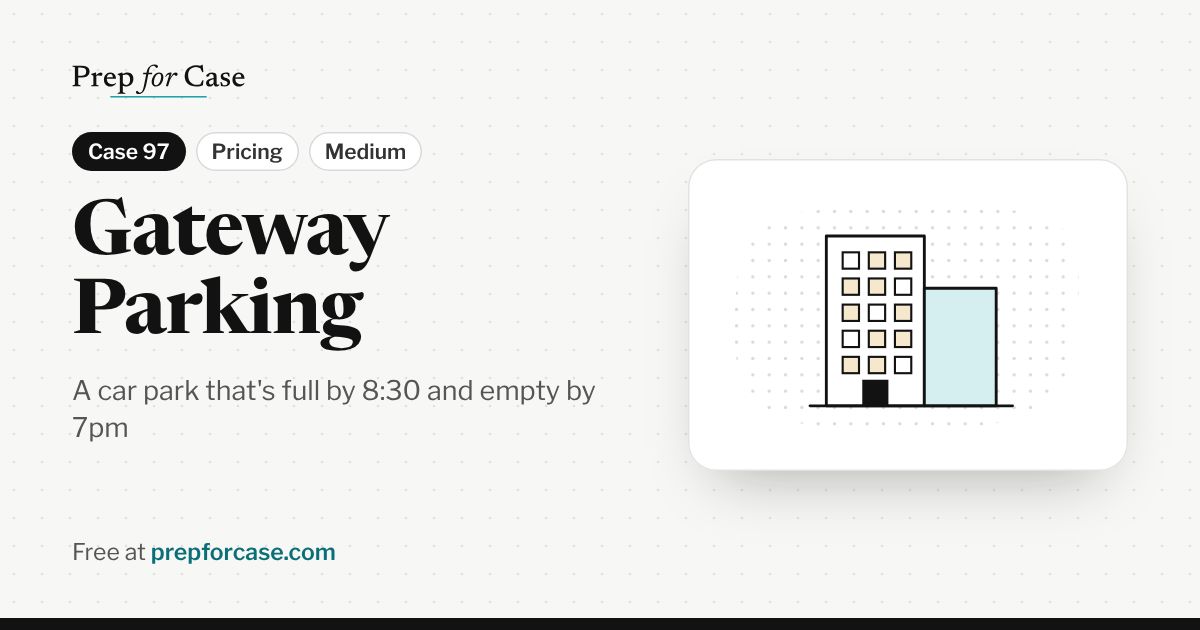 Prep for Case
Case 97 Pricing Medium
Gateway
Parking
A car park that's full by 8:30 and empty by
7pm
Free at prepforcase.com